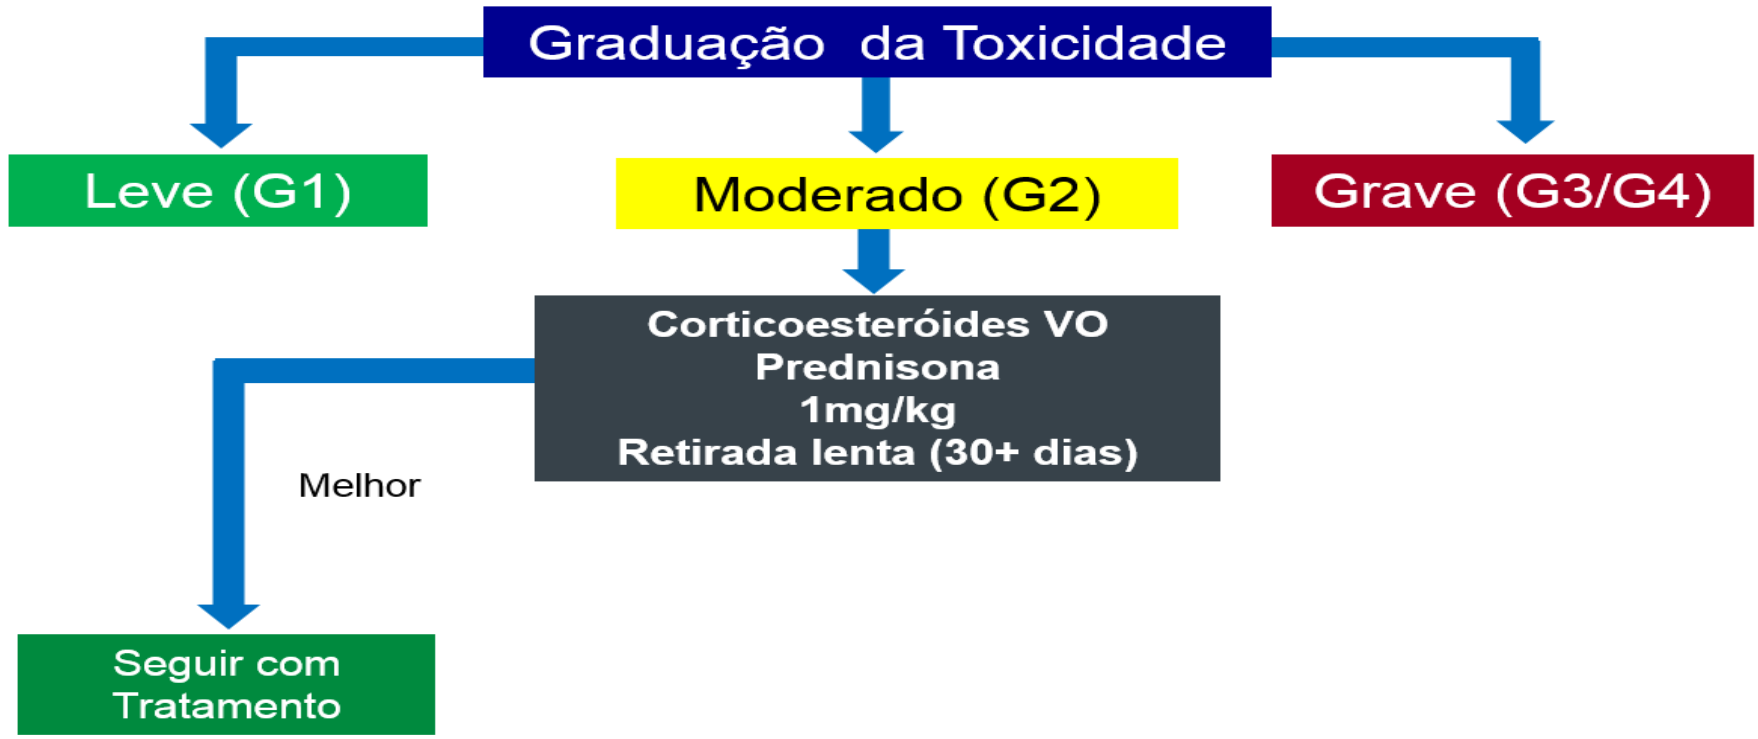 Graduação da Toxicidade
Leve (G1)
Moderado (G2)
Grave (G3/G4)
Corticoesteróides VO
Prednisona
1mg/kg
Retirada lenta (30+ dias)
Melhor
Seguir com
Tratamento